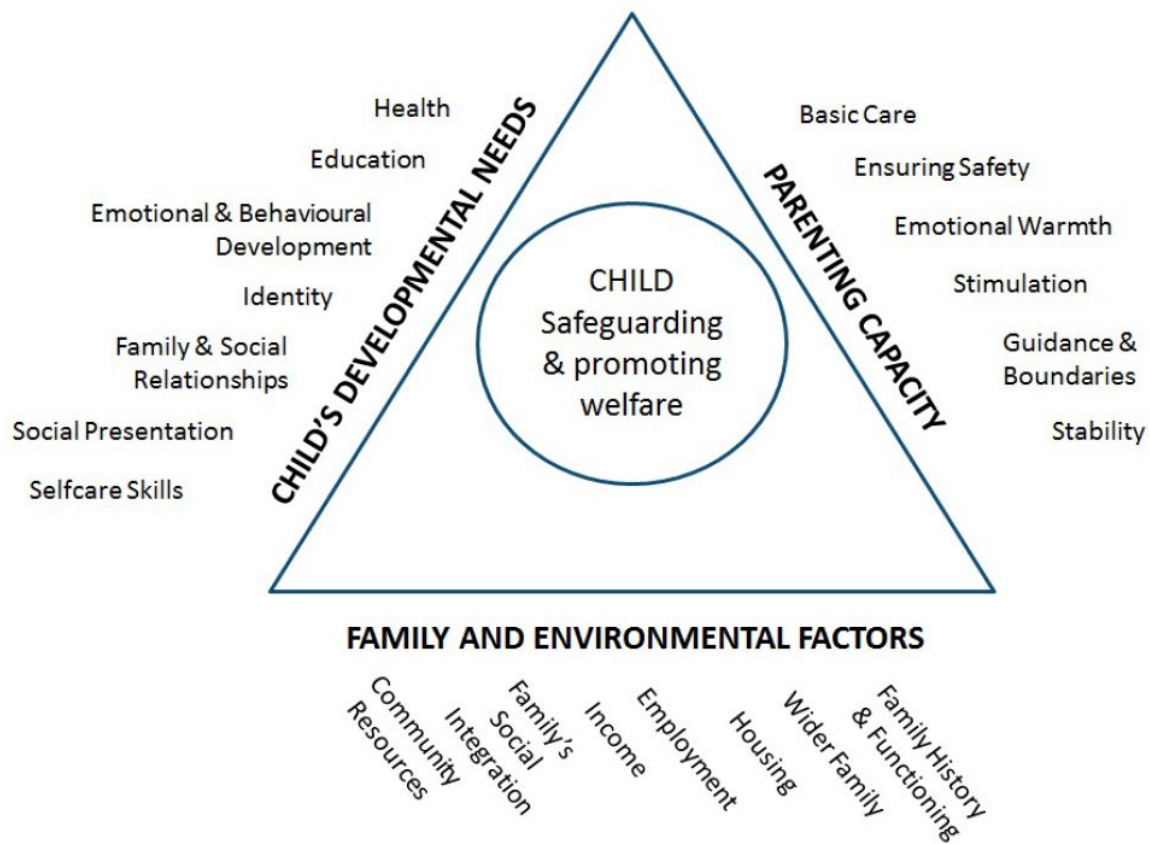 Health
Education
Emotional & Behavioural
Development
Identity
Family & Social
Relationships
Social Presentation
Selfcare Skills
CHILD'S DEVELOPMENTAL NEEDS
CHILD
Safeguarding
& promoting
welfare
PARENTING CAPACITY
Basic Care
Ensuring Safety
Emotional Warmth
Stimulation
Guidance &
Boundaries
Stability
FAMILY AND ENVIRONMENTAL FACTORS
Community
Resources
Family's
Social
Integration
Income
Employment
Housing
Wider Family
Family History
& Functioning